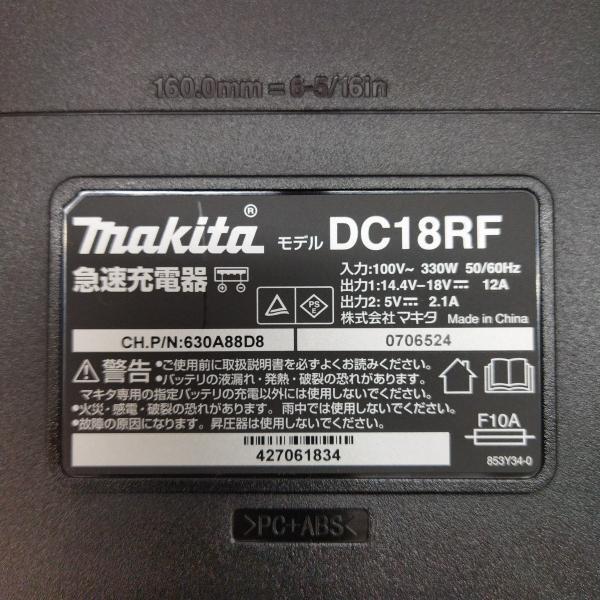 160.0mm = 6-5/16in
makita® モデル DC18RF
急速充電器
入力:100V~ 330W 50/60Hz
出力1:14.4V-18V⎓ 12A
出力2: 5V⎓ 2.1A
株式会社マキタ Made in China
PSE
CH.P/N:630A88D8 0706524
警告 •ご使用前に取扱説明書を必ずよくお読みください。
•バッテリの液漏れ・発熱・破裂の恐れがあります。
マキタ専用の指定バッテリの充電以外には使用しないでください。
•火災・感電・破裂の恐れがあります。雨中では使用しないでください。
•故障の原因になります。昇圧器は使用しないでください。
F10A
427061834
853Y34-0
>PC+ABS<